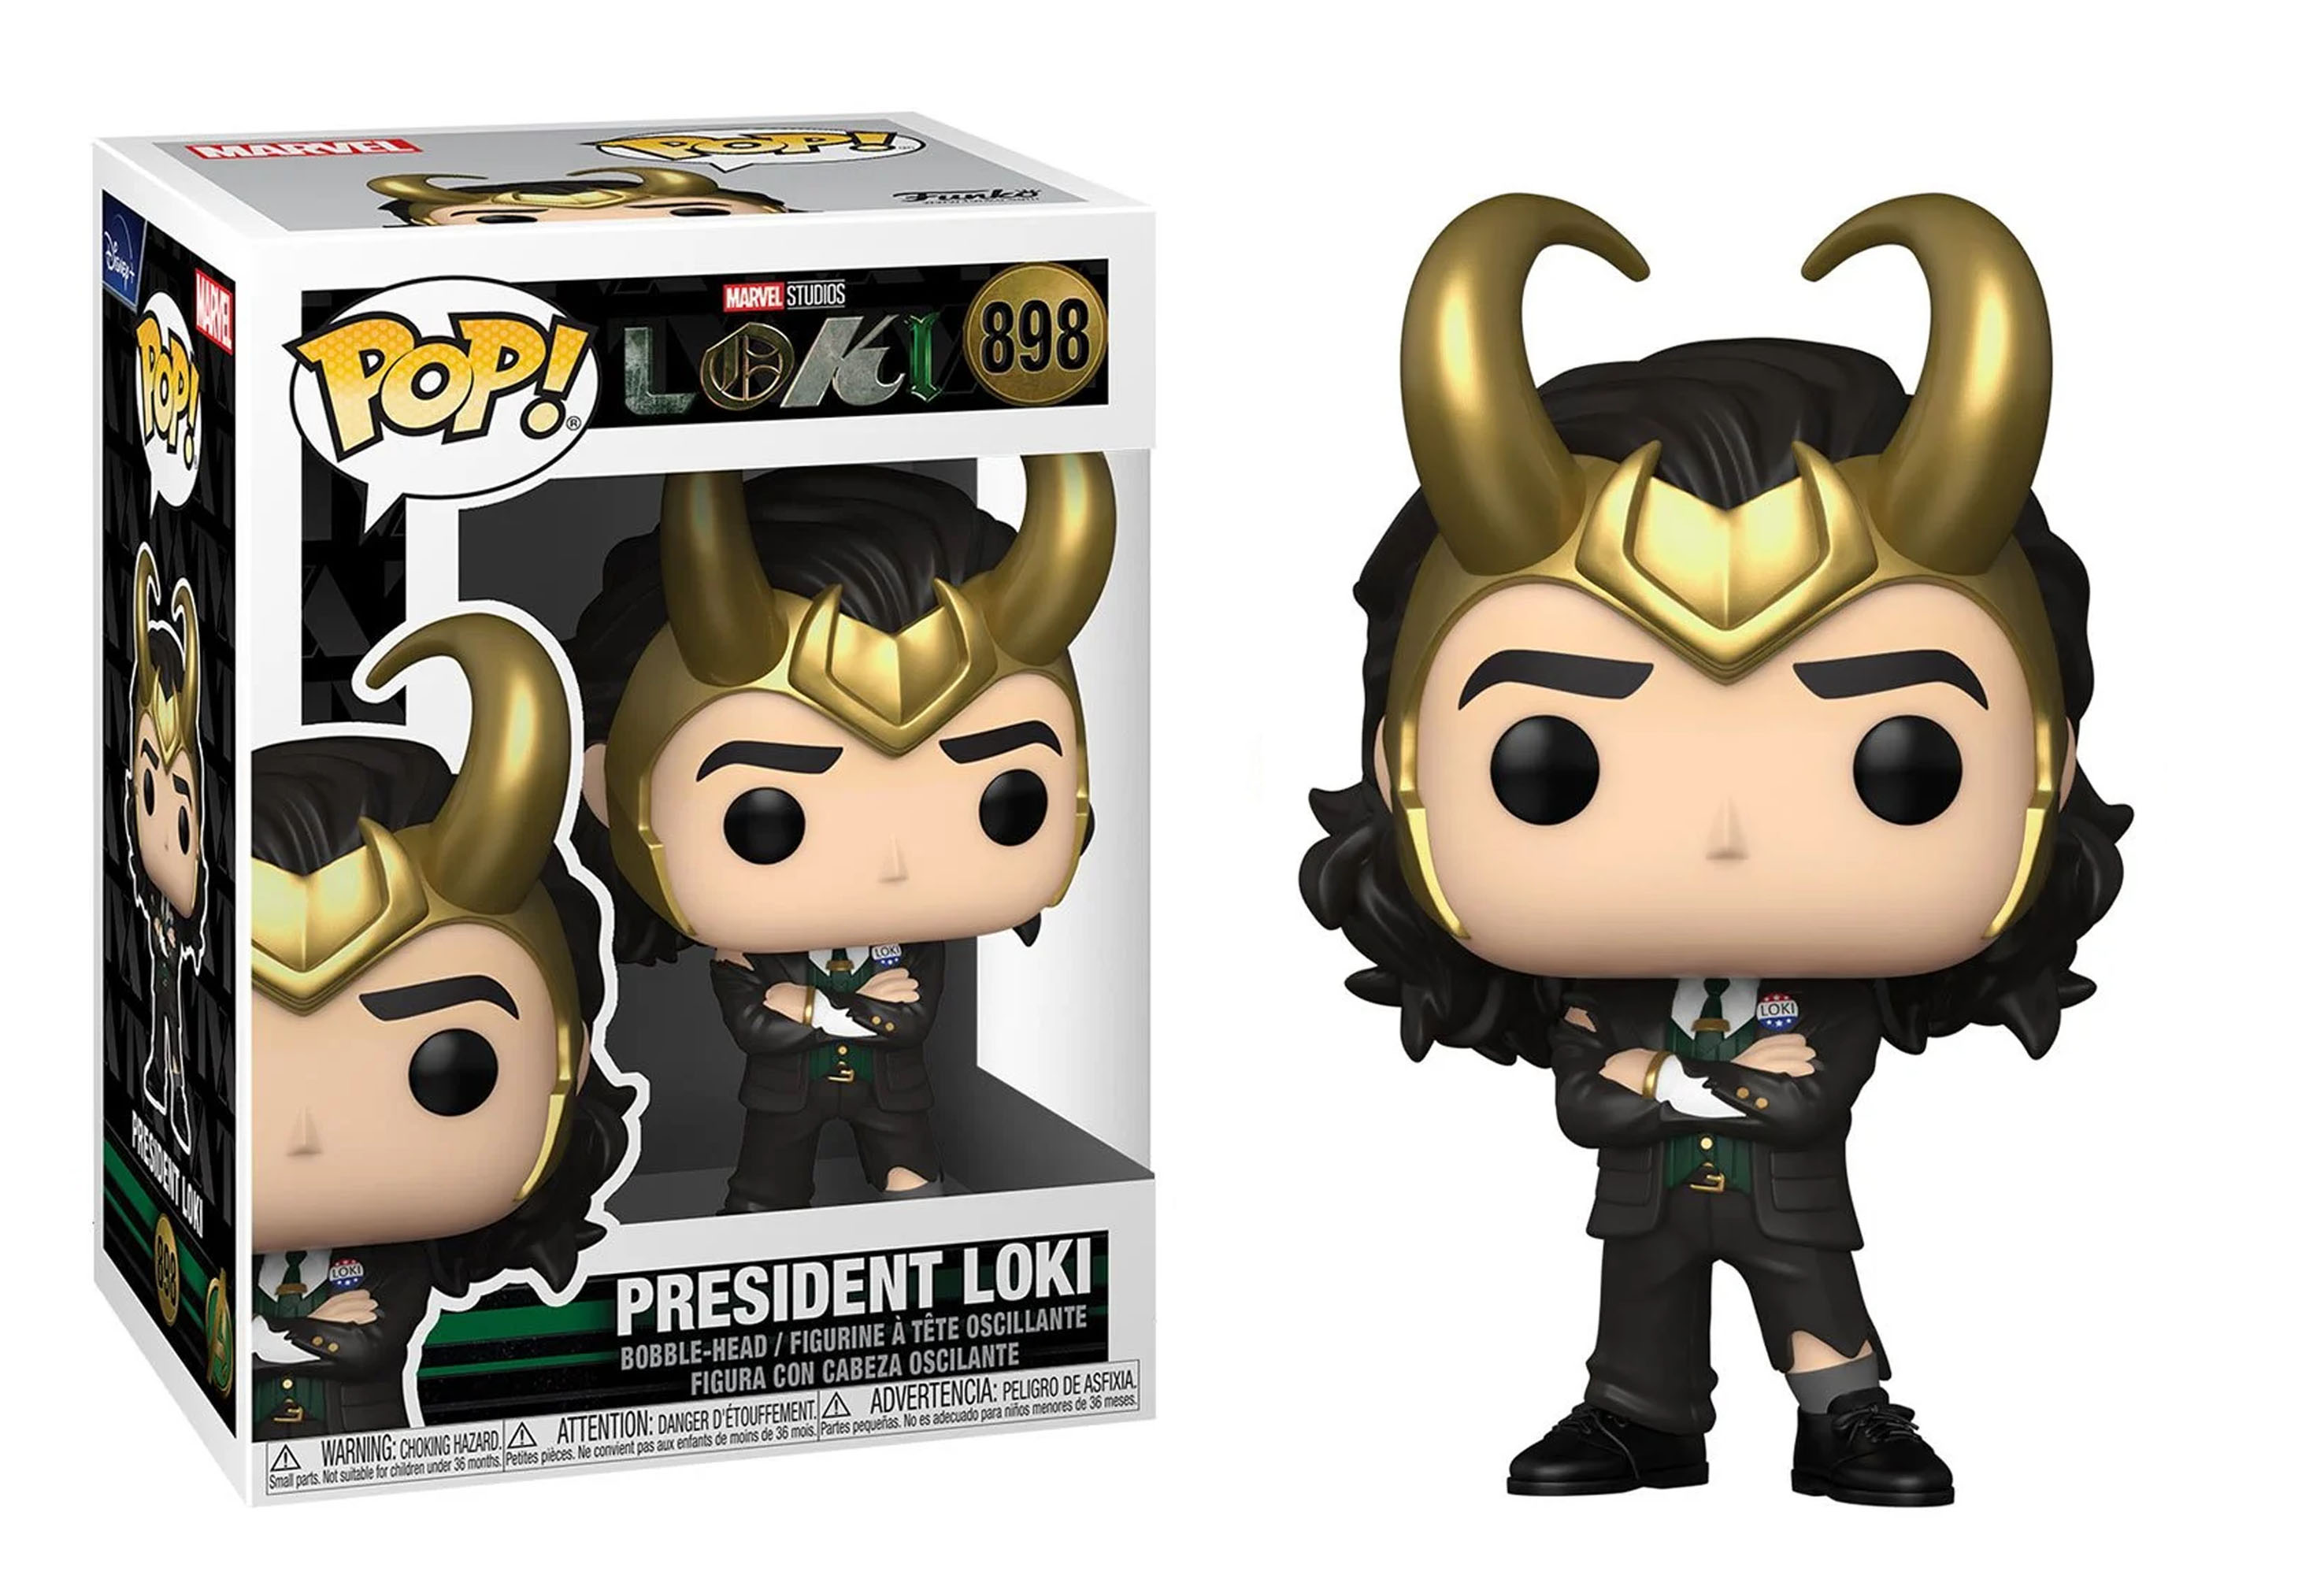 MARVEL
POP!
Funko
Disney+
MARVEL
POP!
PRESIDENT LOKI
898
POP!®
MARVEL STUDIOS
LOKI
898
LOKI
LOKI
PRESIDENT LOKI
BOBBLE-HEAD / FIGURINE À TÊTE OSCILLANTE
FIGURA CON CABEZA OSCILANTE
WARNING: CHOKING HAZARD.
Small parts. Not suitable for children under 36 months.
ATTENTION: DANGER D'ÉTOUFFEMENT.
Petites pièces. Ne convient pas aux enfants de moins de 36 mois.
ADVERTENCIA: PELIGRO DE ASFIXIA.
Partes pequeñas. No es adecuado para niños menores de 36 meses.
LOKI